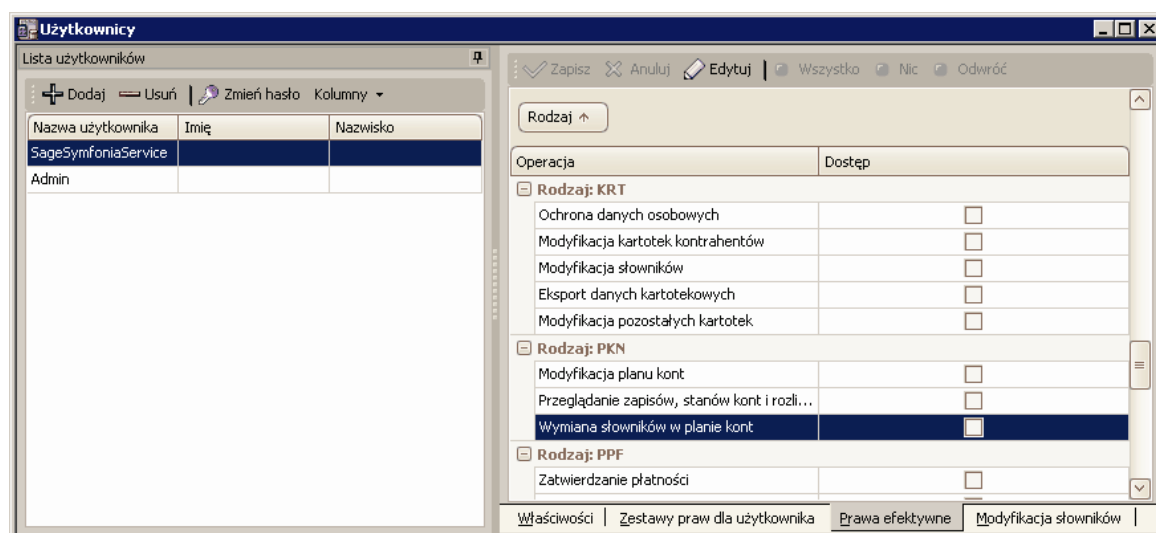 Użytkownicy
Lista użytkowników
Dodaj Usuń Zmień hasło Kolumny
Nazwa użytkownika Imię Nazwisko
SageSymfoniaService
Admin
Zapisz Anuluj Edytuj Wszystko Nic Odwróć
Rodzaj
Operacja Dostęp
Rodzaj: KRT
Ochrona danych osobowych
Modyfikacja kartotek kontrahentów
Modyfikacja słowników
Eksport danych kartotekowych
Modyfikacja pozostałych kartotek
Rodzaj: PKN
Modyfikacja planu kont
Przeglądanie zapisów, stanów kont i rozli...
Wymiana słowników w planie kont
Rodzaj: PPF
Zatwierdzanie płatności
Właściwości Zestawy praw dla użytkownika Prawa efektywne Modyfikacja słowników